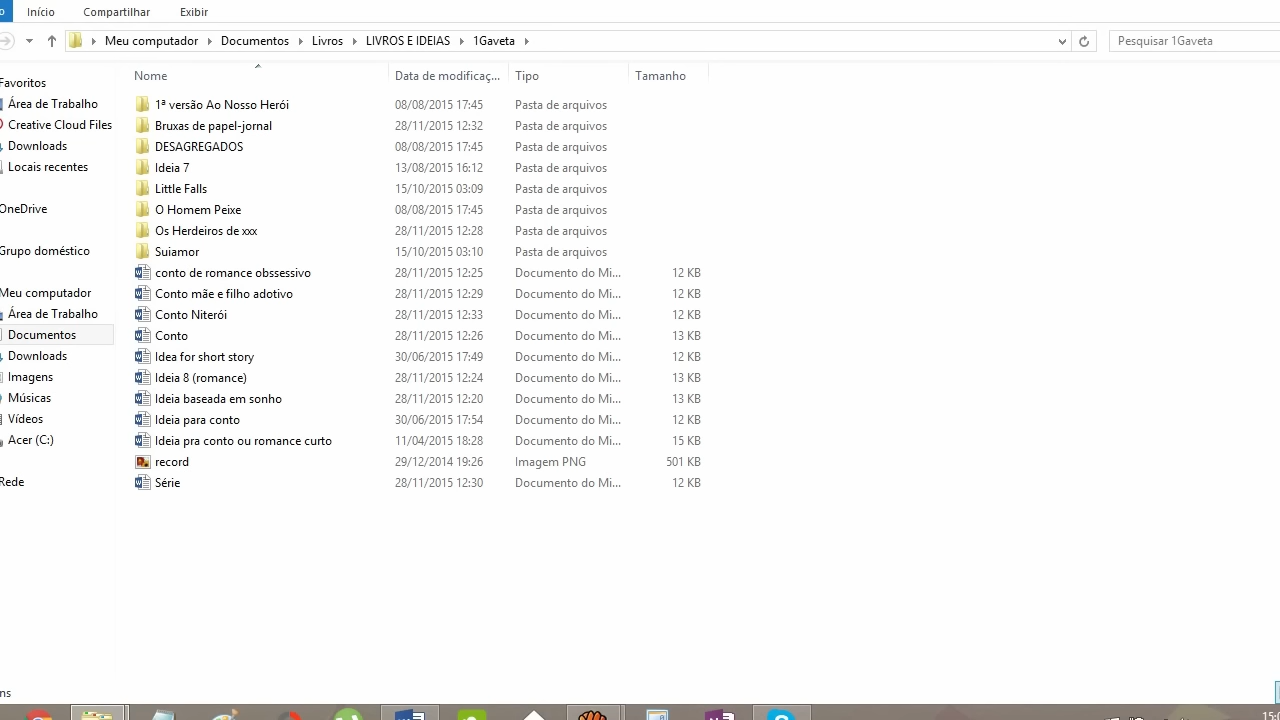 Início Compartilhar Exibir
Meu computador Documentos Livros LIVROS E IDEIAS 1Gaveta Pesquisar 1Gaveta
Nome Data de modificaç... Tipo Tamanho
Favoritos
Área de Trabalho
Creative Cloud Files
Downloads
Locais recentes
OneDrive
Grupo doméstico
Meu computador
Área de Trabalho
Documentos
Downloads
Imagens
Músicas
Vídeos
Acer (C:)
Rede
1ª versão Ao Nosso Herói 08/08/2015 17:45 Pasta de arquivos
Bruxas de papel-jornal 28/11/2015 12:32 Pasta de arquivos
DESAGREGADOS 08/08/2015 17:45 Pasta de arquivos
Ideia 7 13/08/2015 16:12 Pasta de arquivos
Little Falls 15/10/2015 03:09 Pasta de arquivos
O Homem Peixe 08/08/2015 17:45 Pasta de arquivos
Os Herdeiros de xxx 28/11/2015 12:28 Pasta de arquivos
Suiamor 15/10/2015 03:10 Pasta de arquivos
conto de romance obssessivo 28/11/2015 12:25 Documento do Mi... 12 KB
Conto mãe e filho adotivo 28/11/2015 12:29 Documento do Mi... 12 KB
Conto Niterói 28/11/2015 12:33 Documento do Mi... 12 KB
Conto 28/11/2015 12:26 Documento do Mi... 13 KB
Idea for short story 30/06/2015 17:49 Documento do Mi... 12 KB
Ideia 8 (romance) 28/11/2015 12:24 Documento do Mi... 13 KB
Ideia baseada em sonho 28/11/2015 12:20 Documento do Mi... 13 KB
Ideia para conto 30/06/2015 17:54 Documento do Mi... 12 KB
Ideia pra conto ou romance curto 11/04/2015 18:28 Documento do Mi... 15 KB
record 29/12/2014 19:26 Imagem PNG 501 KB
Série 28/11/2015 12:30 Documento do Mi... 12 KB